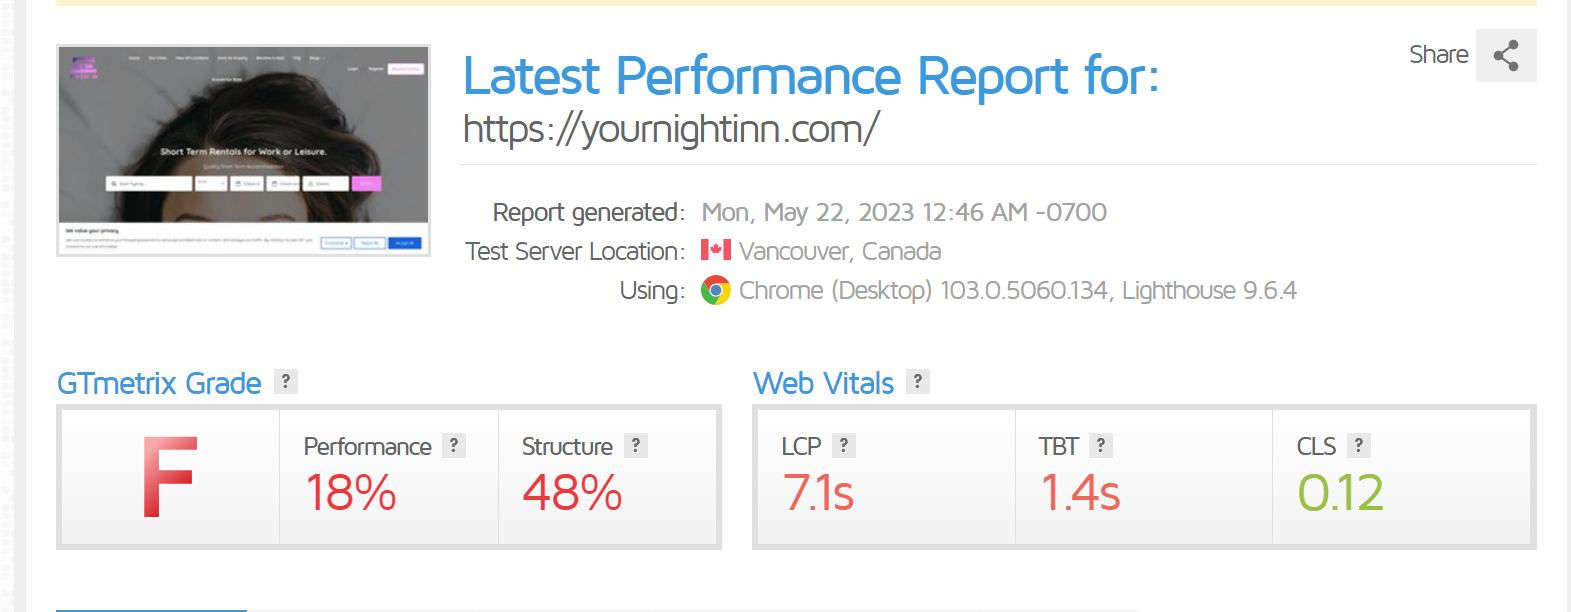 Share
Latest Performance Report for:
https://yournightinn.com/
Short Term Rentals for Work or Leisure.
We value your privacy
Report generated: Mon, May 22, 2023 12:46 AM -0700
Test Server Location: Vancouver, Canada
Using: Chrome (Desktop) 103.0.5060.134, Lighthouse 9.6.4
GTmetrix Grade ?
Web Vitals ?
F
Performance ?
18%
Structure ?
48%
LCP ?
7.1s
TBT ?
1.4s
CLS ?
0.12